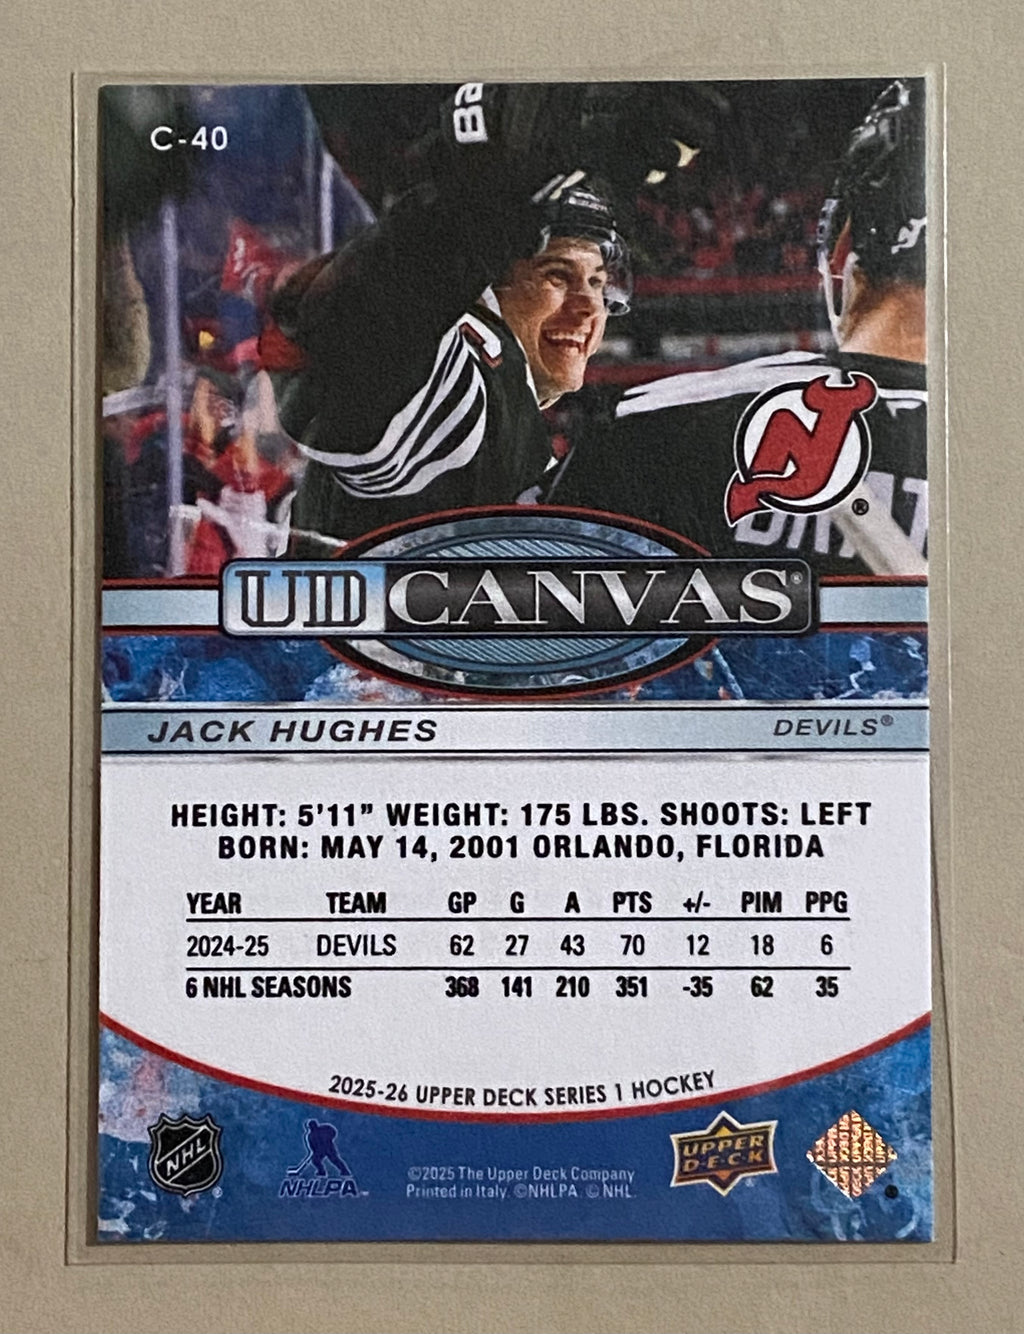 Ba
C-40
UD CANVAS®
JACK HUGHES DEVILS®
HEIGHT: 5'11" WEIGHT: 175 LBS. SHOOTS: LEFT
BORN: MAY 14, 2001 ORLANDO, FLORIDA
YEAR TEAM GP G A PTS +/- PIM PPG
2024-25 DEVILS 62 27 43 70 12 18 6
6 NHL SEASONS 368 141 210 351 -35 62 35
2025-26 UPPER DECK SERIES 1 HOCKEY
NHL ®
NHLPA™
©2025 The Upper Deck Company
Printed in Italy. ©NHLPA. © NHL.
UPPER
DECK